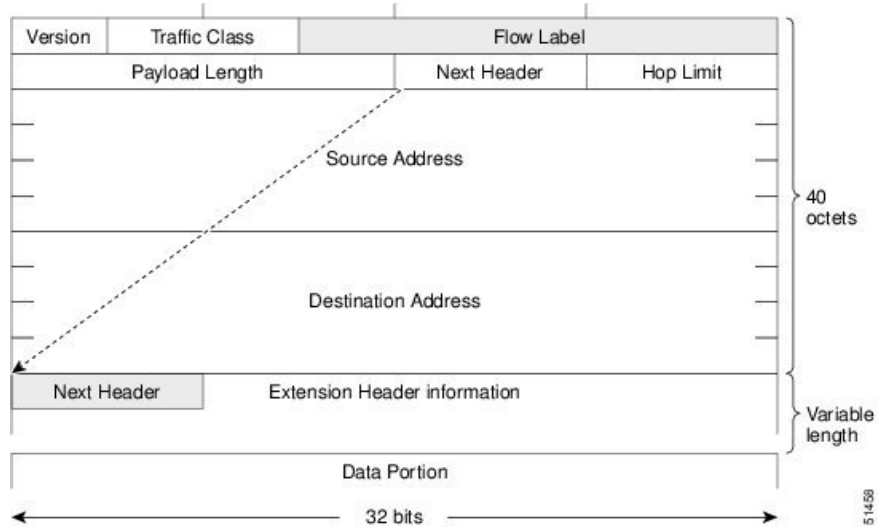 Version Traffic Class Flow Label
Payload Length Next Header Hop Limit
Source Address
40
octets
Destination Address
Next Header Extension Header information
Variable
length
Data Portion
32 bits
51458